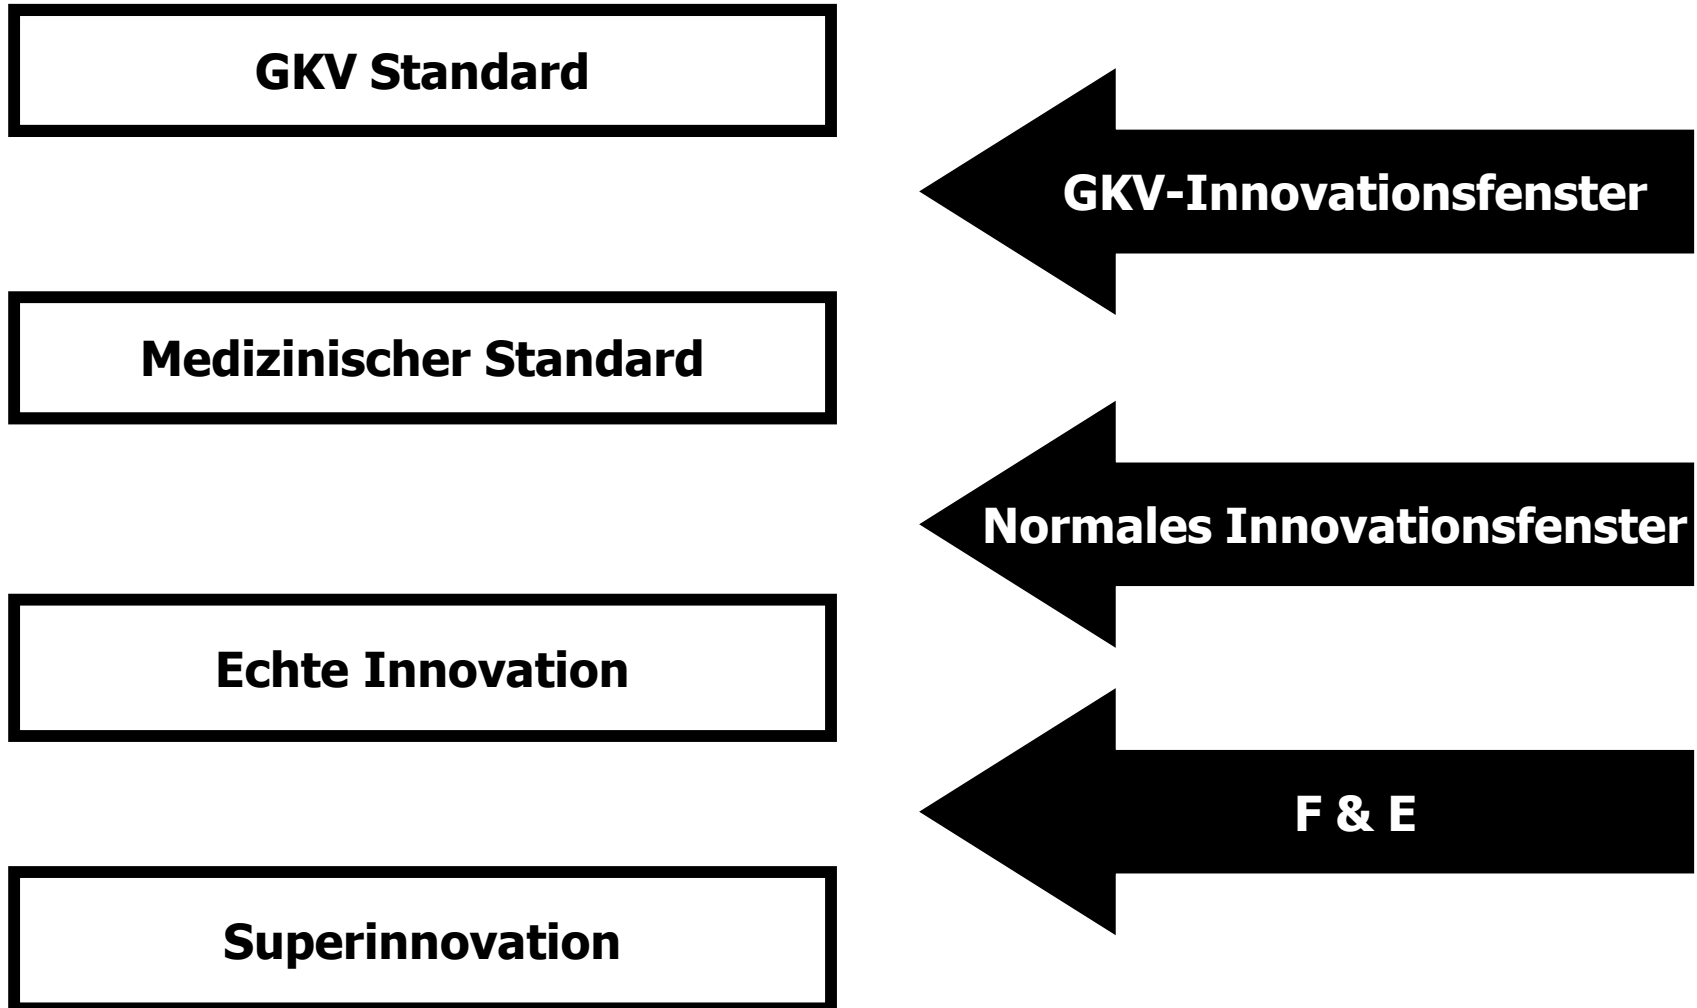 GKV Standard
GKV-Innovationsfenster
Medizinischer Standard
Normales Innovationsfenster
Echte Innovation
F & E
Superinnovation